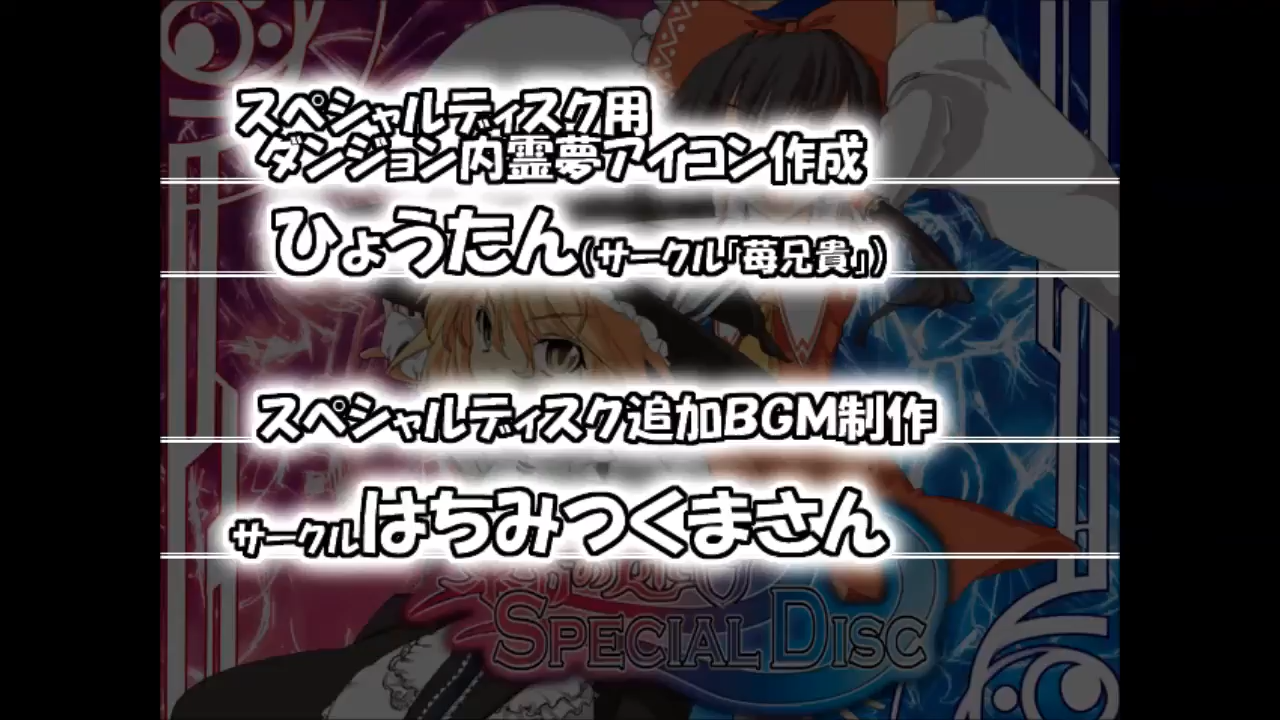 スペシャルディスク用
ダンジョン内霊夢アイコン作成
ひょうたん(サークル「苺兄貴」)
スペシャルディスク追加BGM制作
サークルはちみつくまさん
SPECIAL DISC